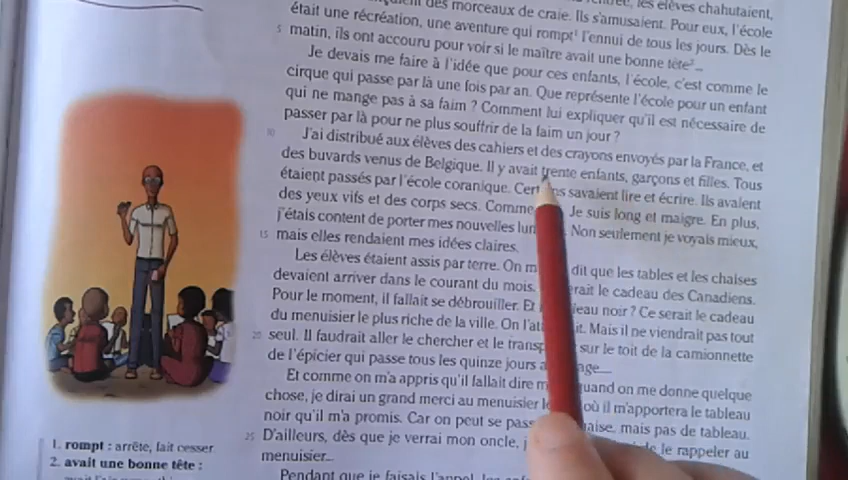 des morceaux de craie. Ils s'amusaient. Pour eux, l'école
était une récréation, une aventure qui rompt¹ l'ennui de tous les jours. Dès le
5 matin, ils ont accouru pour voir si le maître avait une bonne tête²...
Je devais me faire à l'idée que pour ces enfants, l'école, c'est comme le
cirque qui passe par là une fois par an. Que représente l'école pour un enfant
qui ne mange pas à sa faim ? Comment lui expliquer qu'il est nécessaire de
passer par là pour ne plus souffrir de la faim un jour ?
10 J'ai distribué aux élèves des cahiers et des crayons envoyés par la France, et
des buvards venus de Belgique. Il y avait trente enfants, garçons et filles. Tous
étaient passés par l'école coranique. savaient lire et écrire. Ils avaient
des yeux vifs et des corps secs. Comme Je suis long et maigre. En plus,
j'étais content de porter mes nouvelles Non seulement je voyais mieux,
15 mais elles rendaient mes idées claires.
Les élèves étaient assis par terre. On dit que les tables et les chaises
devaient arriver dans le courant du mois. le cadeau des Canadiens.
Pour le moment, il fallait se débrouiller. Et noir ? Ce serait le cadeau
du menuisier le plus riche de la ville. On Mais il ne viendrait pas tout
20 seul. Il faudrait aller le chercher et le sur le toit de la camionnette
de l'épicier qui passe tous les quinze jours
Et comme on m'a appris qu'il fallait dire quand on me donne quelque
chose, je dirai un grand merci au menuisier où il m'apportera le tableau
noir qu'il m'a promis. Car on peut se mais pas de tableau.
25 D'ailleurs, dès que je verrai mon oncle, le rappeler au
menuisier...
Pendant que je faisais l'appel, les
1. rompt : arrête, fait cesser
2. avait une bonne tête :